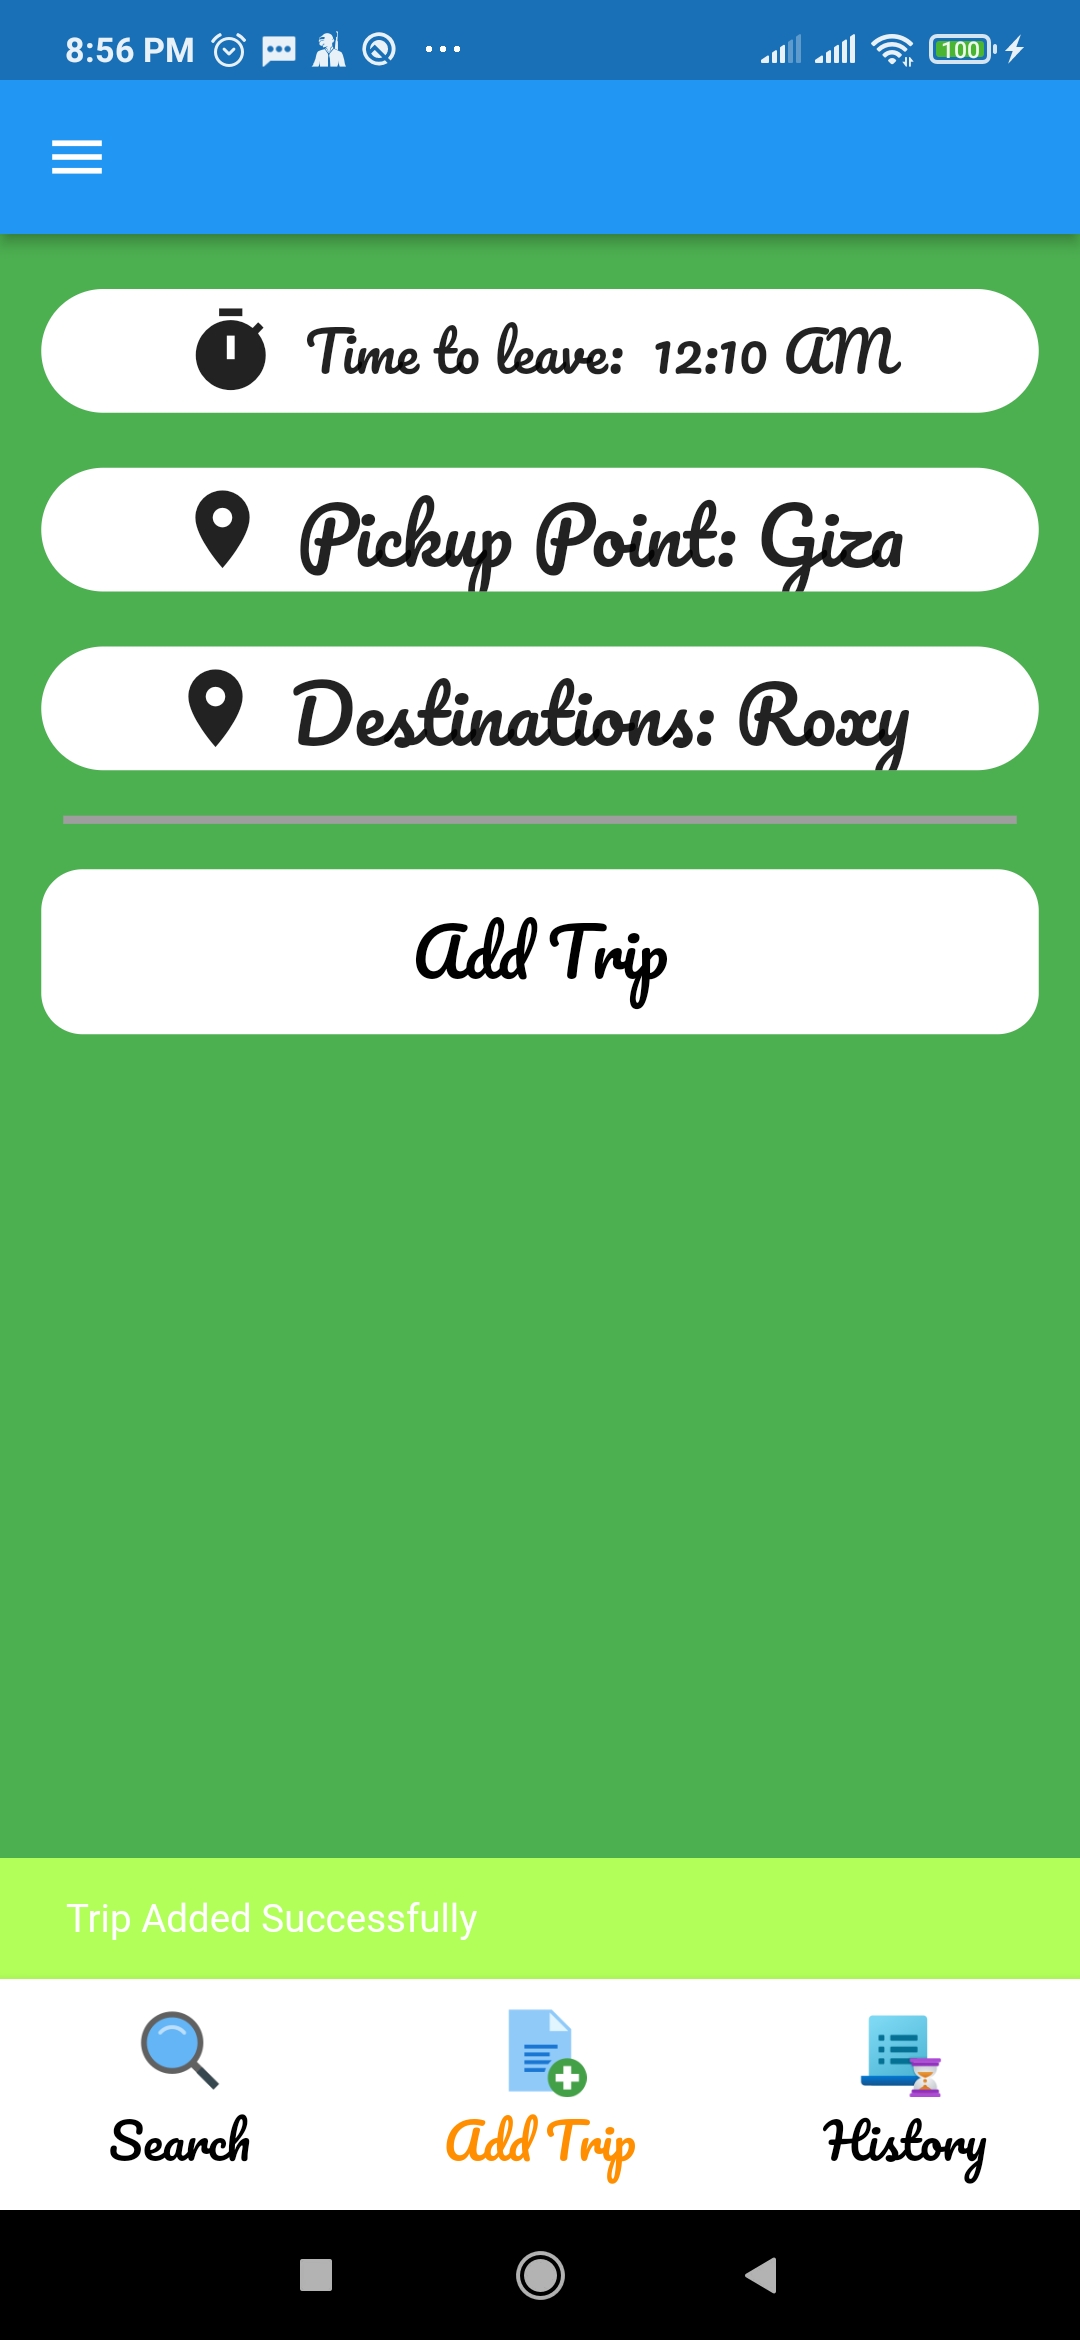 8:56 PM
100
Time to leave: 12:10 AM
Pickup Point: Giza
Destinations: Roxy
Add Trip
Trip Added Successfully
Search
Add Trip
History